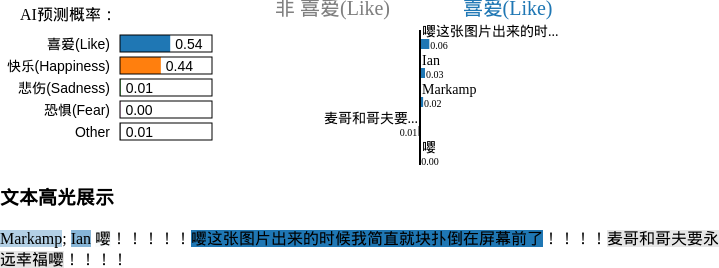 AI预测概率：
喜爱(Like) 0.54
快乐(Happiness) 0.44
悲伤(Sadness) 0.01
恐惧(Fear) 0.00
Other 0.01
非 喜爱(Like) 喜爱(Like)
嘤这张图片出来的时...
0.06
Ian
0.03
Markamp
0.02
麦哥和哥夫要...
0.01
嘤
0.00
文本高光展示
Markamp; Ian 嘤！！！！！嘤这张图片出来的时候我简直就块扑倒在屏幕前了！！！！麦哥和哥夫要永
远幸福嘤！！！！